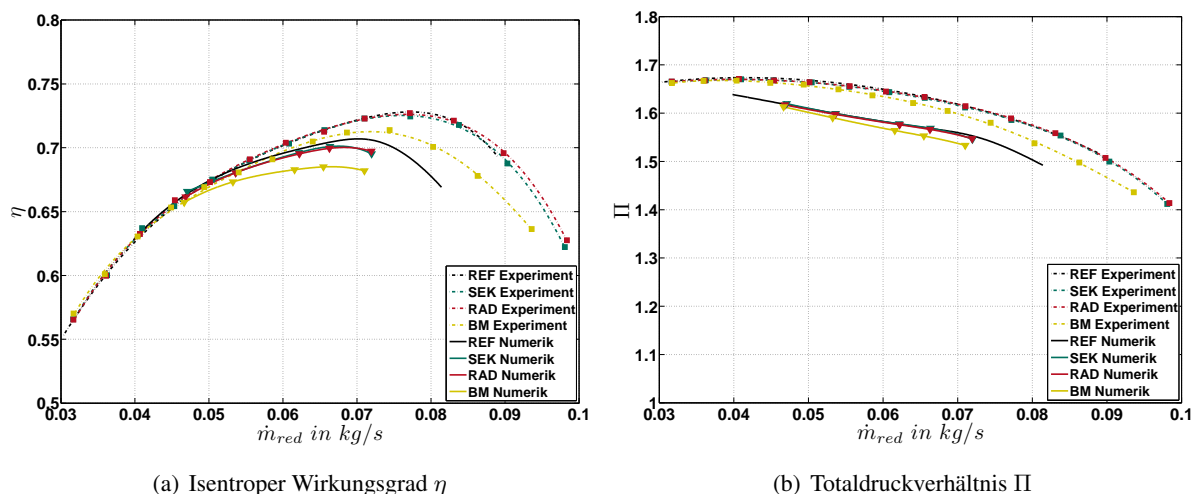 0.8
0.75
0.7
0.65
0.6
0.55
0.5
η
0.03 0.04 0.05 0.06 0.07 0.08 0.09 0.1
ṁ_red in kg/s
REF Experiment
SEK Experiment
RAD Experiment
BM Experiment
REF Numerik
SEK Numerik
RAD Numerik
BM Numerik
(a) Isentroper Wirkungsgrad η
1.8
1.7
1.6
1.5
1.4
1.3
1.2
1.1
1
Π
0.03 0.04 0.05 0.06 0.07 0.08 0.09 0.1
ṁ_red in kg/s
REF Experiment
SEK Experiment
RAD Experiment
BM Experiment
REF Numerik
SEK Numerik
RAD Numerik
BM Numerik
(b) Totaldruckverhältnis Π